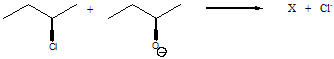 + X + Cl⁻
Cl O
⊖